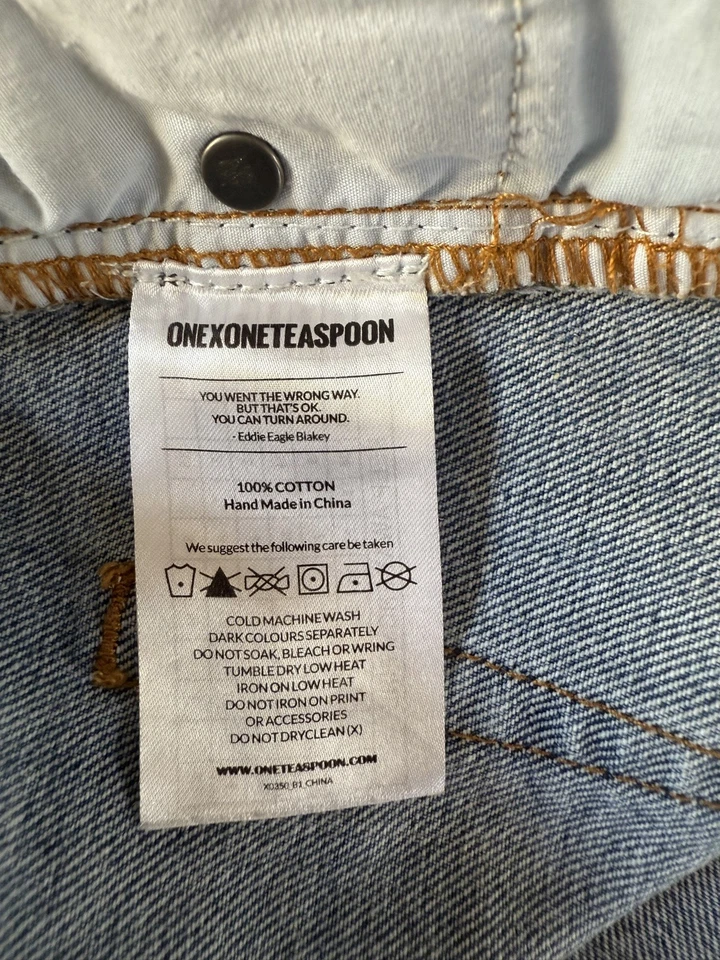 ONEXONETEASPOON
YOU WENT THE WRONG WAY.
BUT THAT'S OK.
YOU CAN TURN AROUND.
- Eddie Eagle Blakey
100% COTTON
Hand Made in China
We suggest the following care be taken
COLD MACHINE WASH
DARK COLOURS SEPARATELY
DO NOT SOAK, BLEACH OR WRING
TUMBLE DRY LOW HEAT
IRON ON LOW HEAT
DO NOT IRON ON PRINT
OR ACCESSORIES
DO NOT DRYCLEAN (X)
WWW.ONETEASPOON.COM
X0350_B1_CHINA